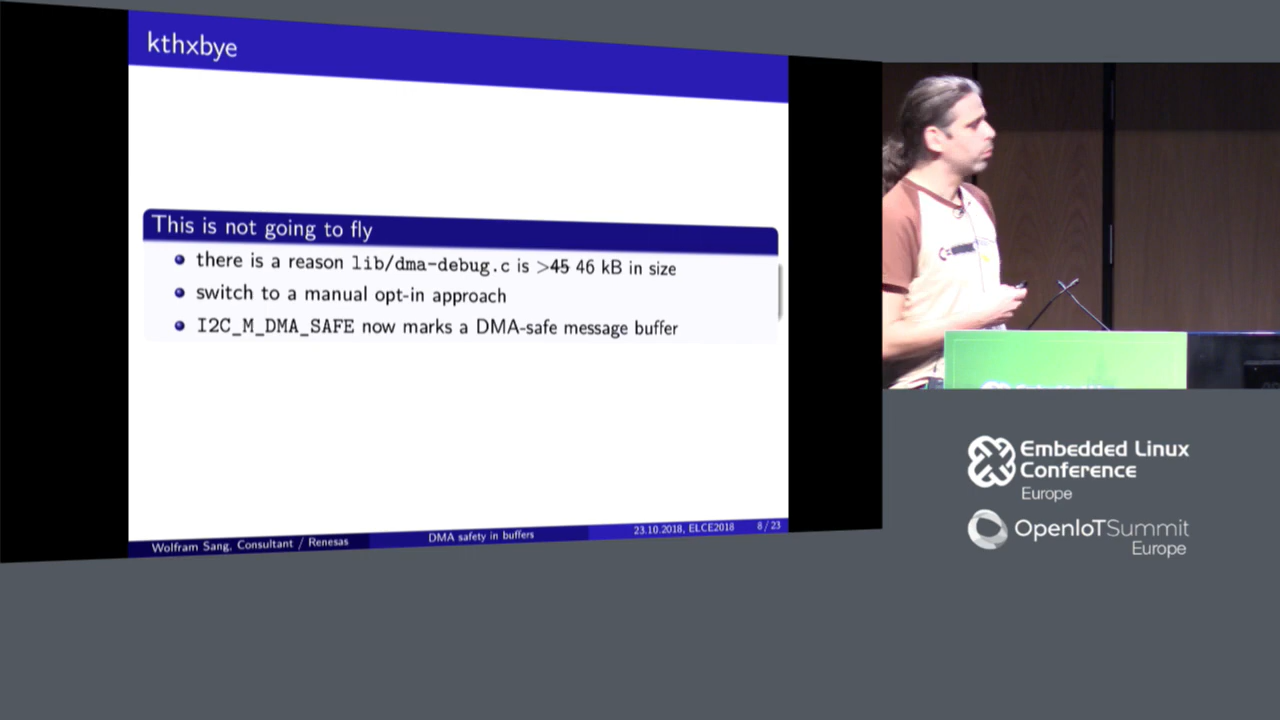 kthxbye
This is not going to fly
there is a reason lib/dma-debug.c is >45 46 kB in size
switch to a manual opt-in approach
I2C_M_DMA_SAFE now marks a DMA-safe message buffer
Wolfram Sang, Consultant / Renesas
DMA safety in buffers
23.10.2018, ELCE2018
8 / 23
Embedded Linux
Conference
Europe
OpenIoTSummit
Europe